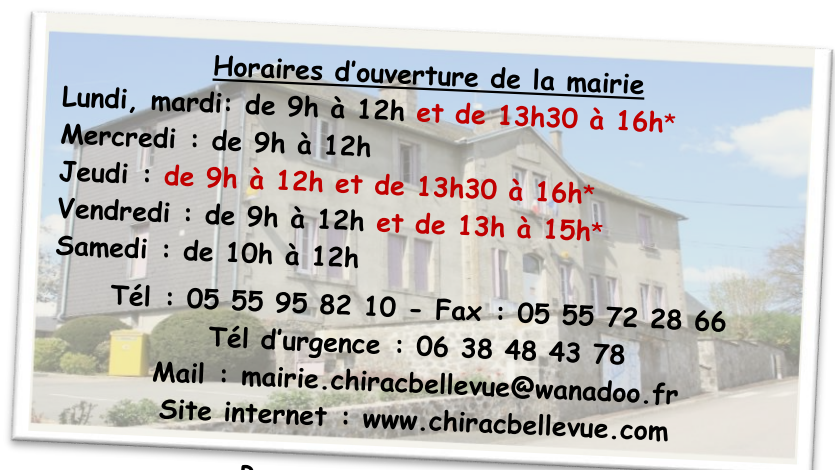 Horaires d'ouverture de la mairie
Lundi, mardi: de 9h à 12h et de 13h30 à 16h*
Mercredi : de 9h à 12h
Jeudi : de 9h à 12h et de 13h30 à 16h*
Vendredi : de 9h à 12h et de 13h à 15h*
Samedi : de 10h à 12h
Tél : 05 55 95 82 10 – Fax : 05 55 72 28 66
Tél d'urgence : 06 38 48 43 78
Mail : mairie.chiracbellevue@wanadoo.fr
Site internet : www.chiracbellevue.com